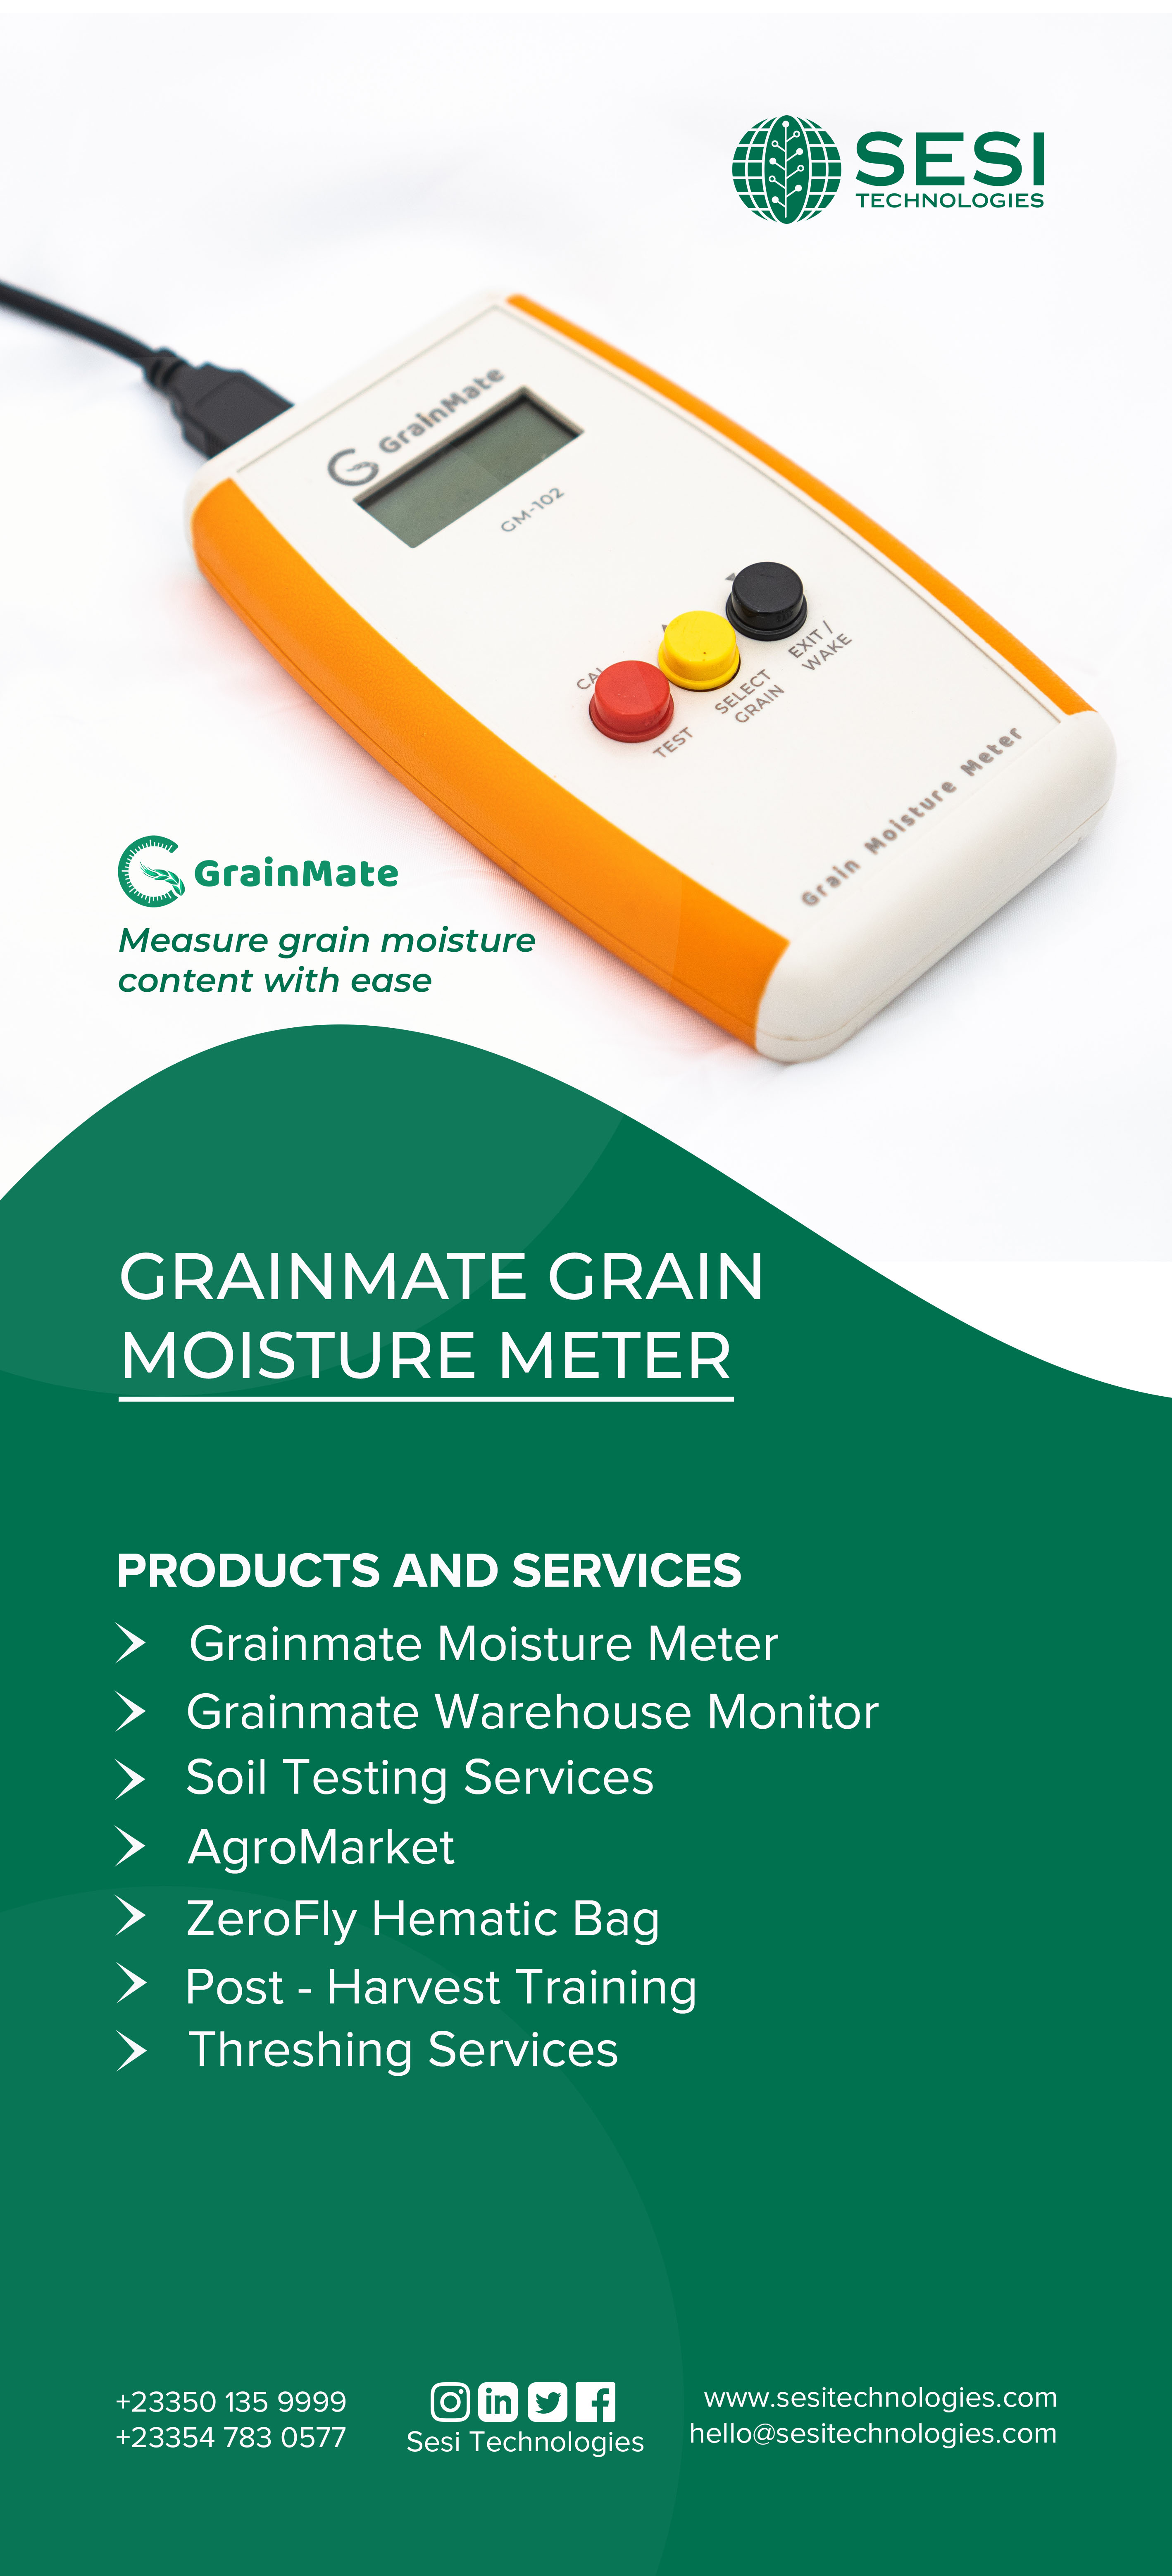 SESI
TECHNOLOGIES
GrainMate
GM-102
CAL
TEST
SELECT
GRAIN
EXIT /
WAKE
Grain Moisture Meter
GrainMate
Measure grain moisture
content with ease
GRAINMATE GRAIN
MOISTURE METER
PRODUCTS AND SERVICES
Grainmate Moisture Meter
Grainmate Warehouse Monitor
Soil Testing Services
AgroMarket
ZeroFly Hematic Bag
Post - Harvest Training
Threshing Services
+23350 135 9999
+23354 783 0577
Sesi Technologies
www.sesitechnologies.com
hello@sesitechnologies.com